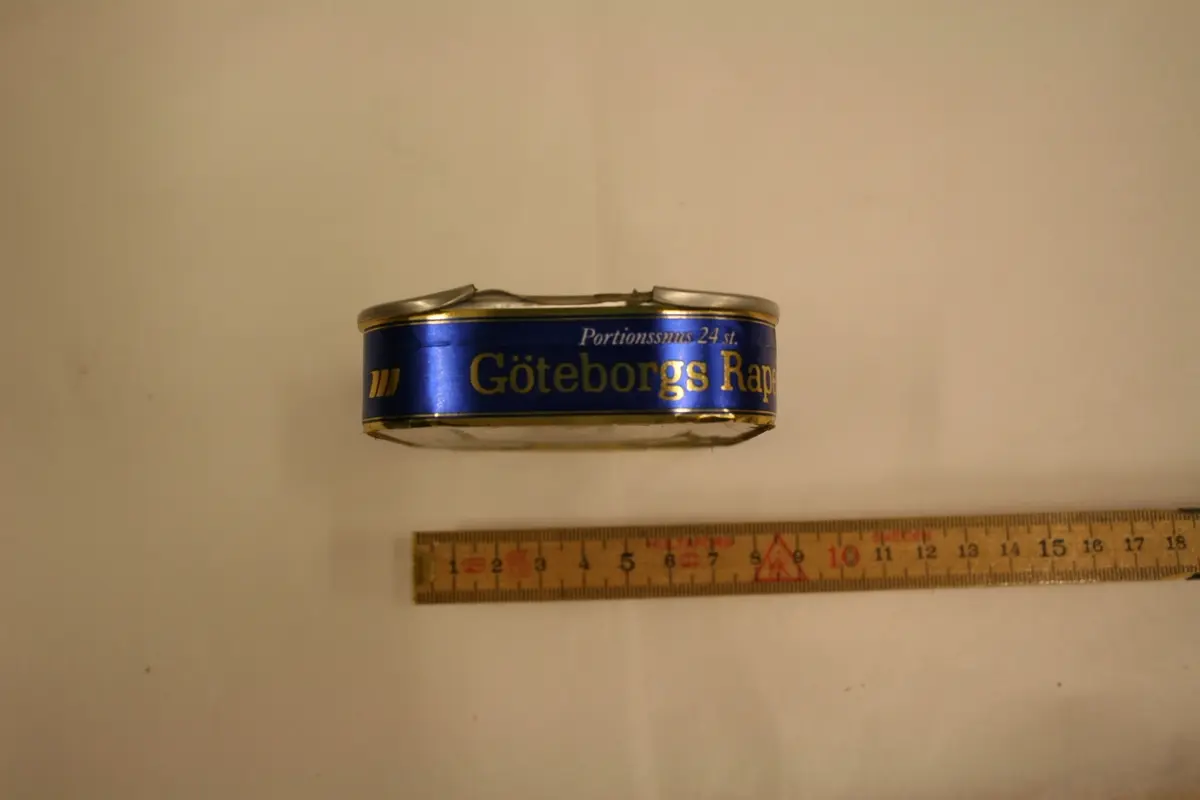 Portionssnus 24 st.
Göteborgs Rape
1 2 3 4 5 6 7 8 9 10 11 12 13 14 15 16 17 18